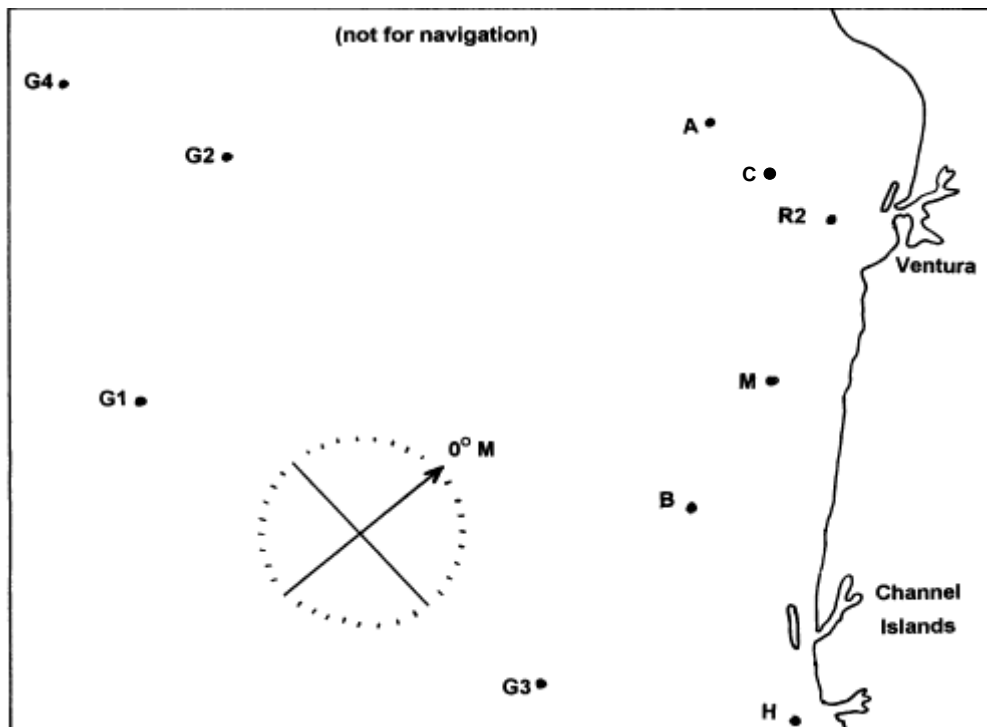 (not for navigation)
G4
A
G2
C
R2
Ventura
M
G1
0° M
B
Channel
Islands
G3
H